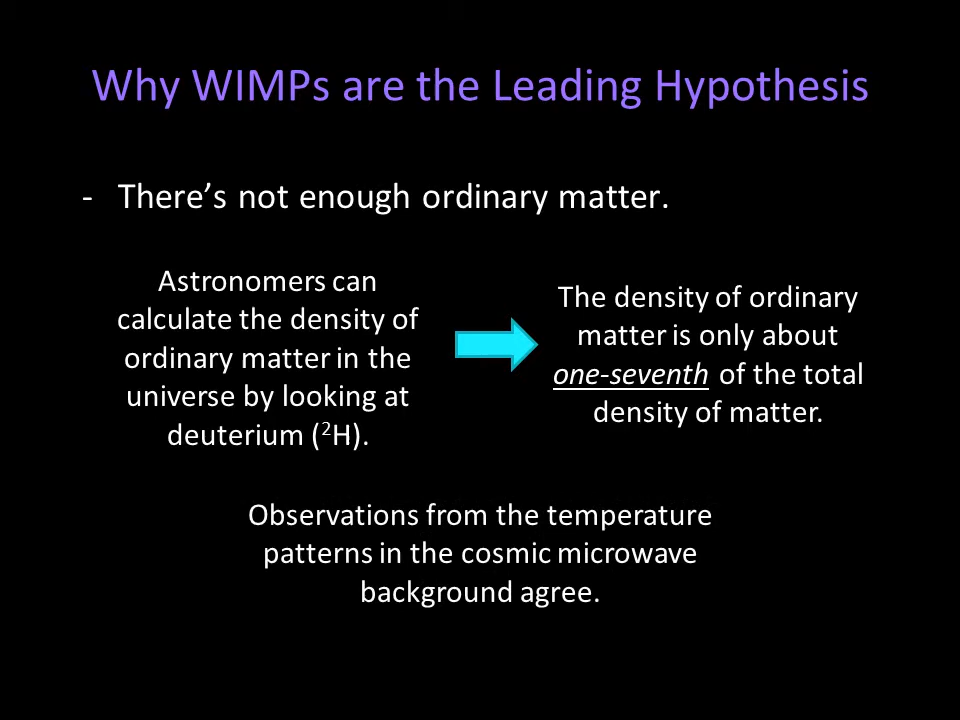 Why WIMPs are the Leading Hypothesis
- There’s not enough ordinary matter.
Astronomers can
calculate the density of
ordinary matter in the
universe by looking at
deuterium (²H).
The density of ordinary
matter is only about
one-seventh of the total
density of matter.
Observations from the temperature
patterns in the cosmic microwave
background agree.